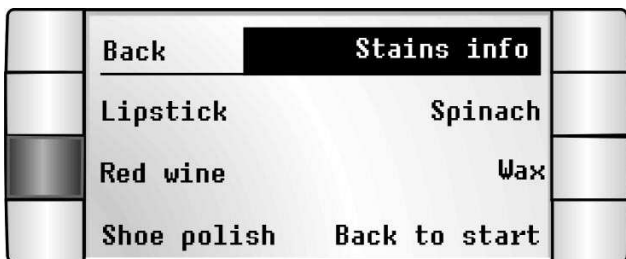 Back Stains info
Lipstick Spinach
Red wine Wax
Shoe polish Back to start